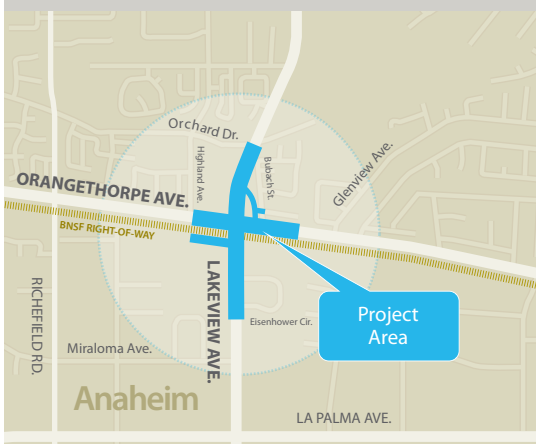 Orchard Dr.
Highland Ave.
Bubach St.
Glenview Ave.
ORANGETHORPE AVE.
BNSF RIGHT-OF-WAY
LAKEVIEW AVE.
RICHEFIELD RD.
Project
Area
Eisenhower Cir.
Miraloma Ave.
Anaheim
LA PALMA AVE.